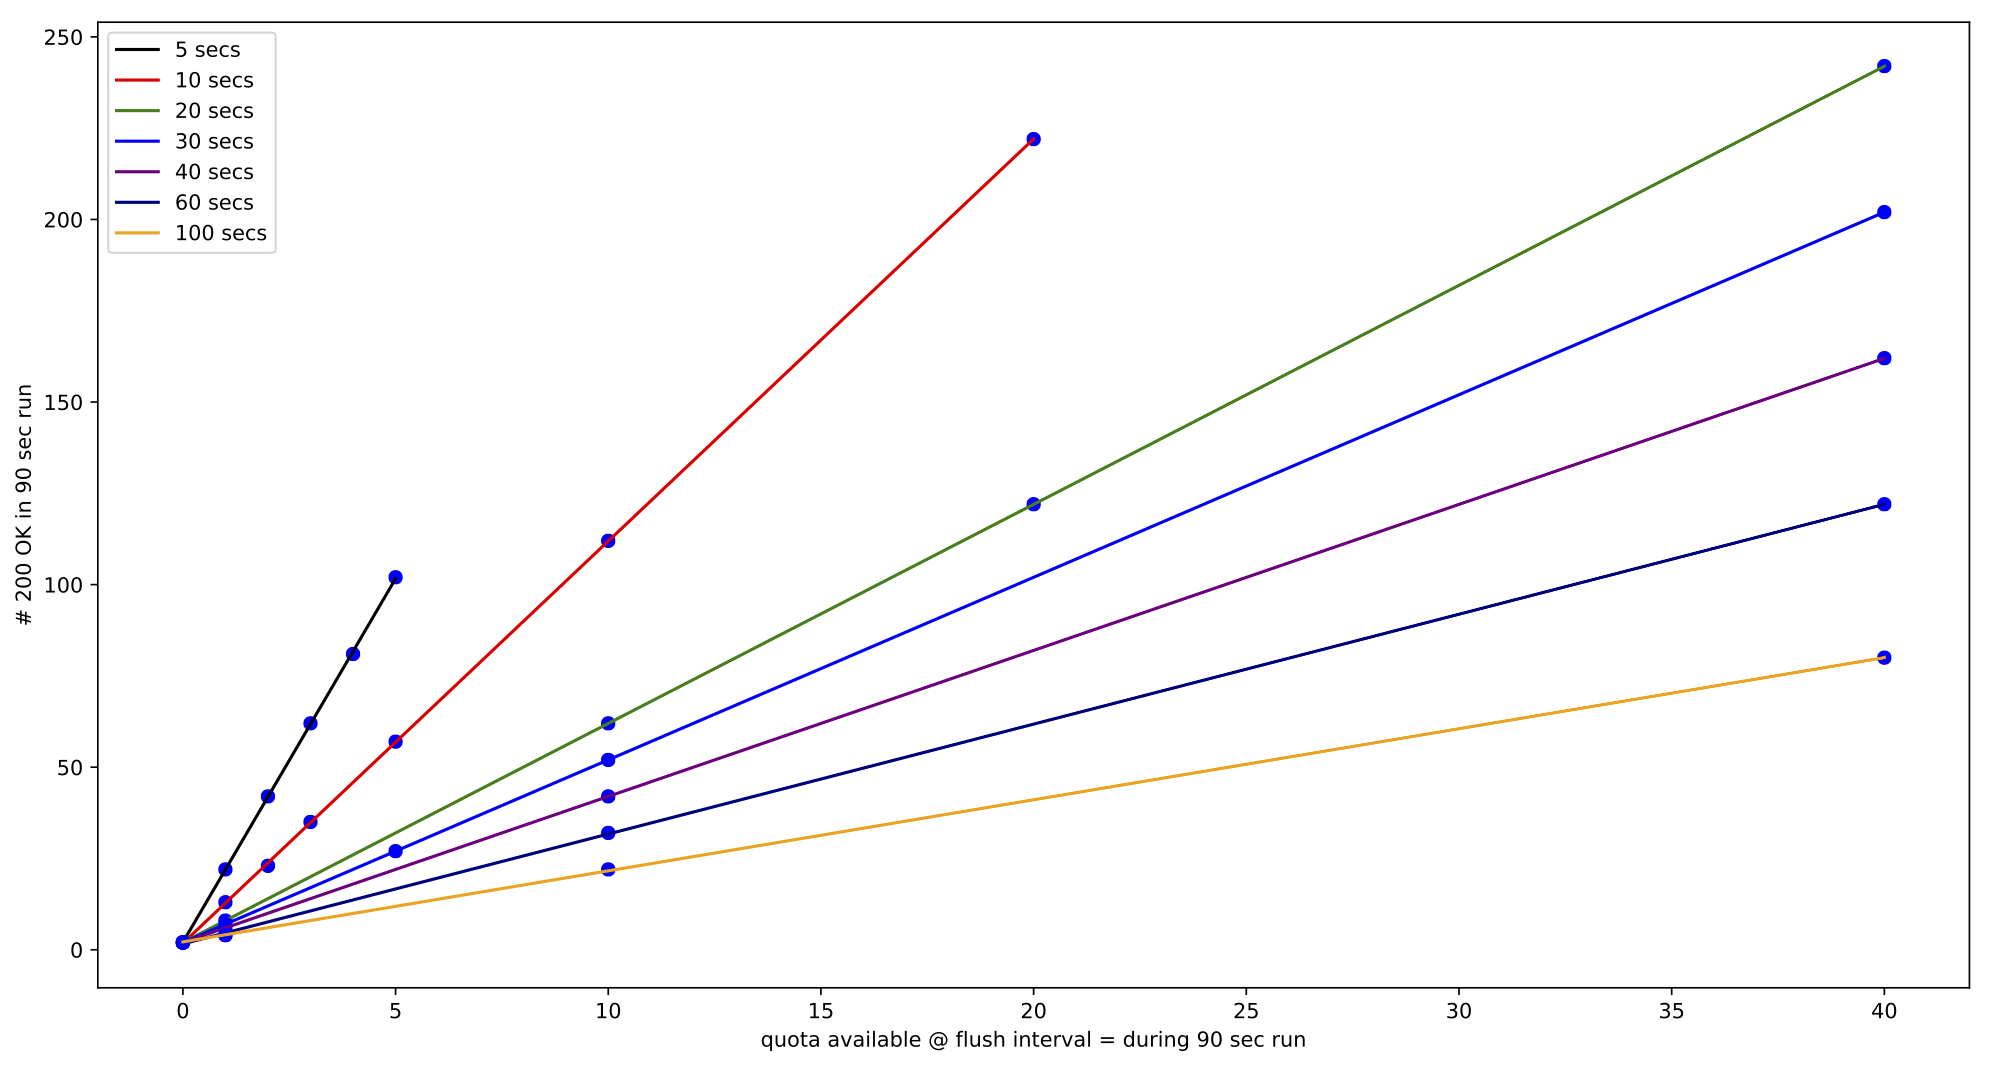 250
200
150
100
50
0
# 200 OK in 90 sec run
5 secs
10 secs
20 secs
30 secs
40 secs
60 secs
100 secs
0 5 10 15 20 25 30 35 40
quota available @ flush interval = during 90 sec run